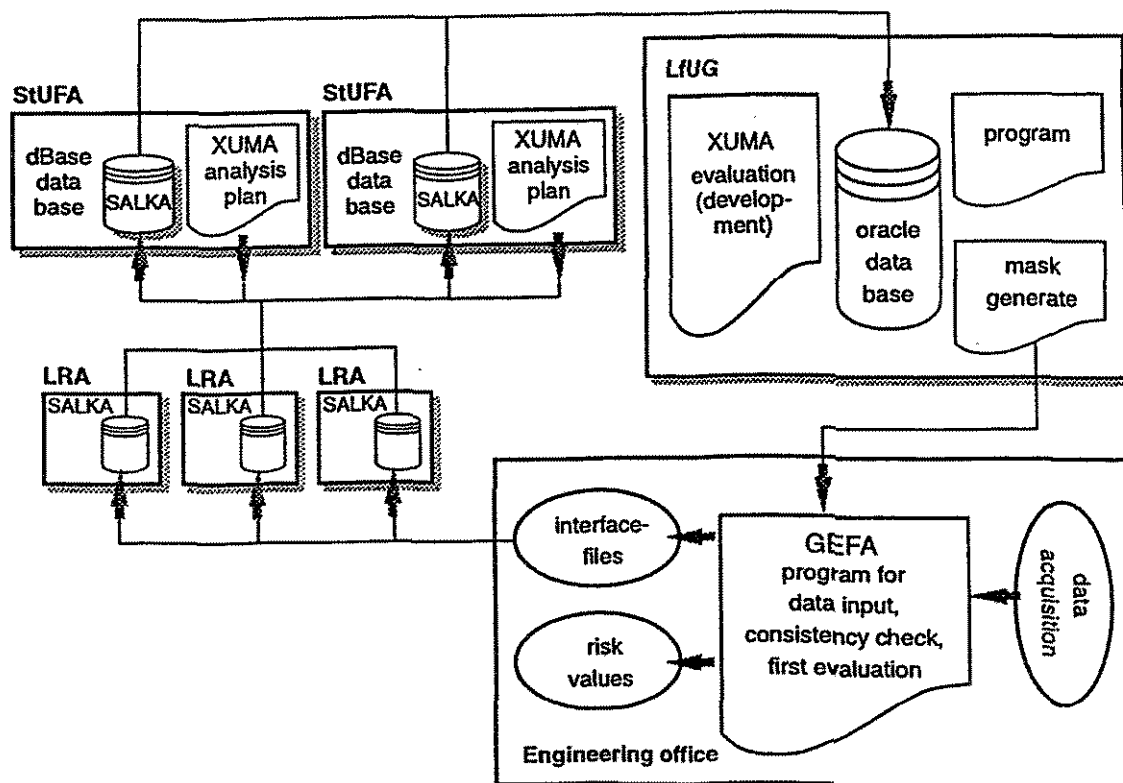 StUFA
dBase
data
base
SALKA
XUMA
analysis
plan
StUFA
dBase
data
base
SALKA
XUMA
analysis
plan
LfUG
XUMA
evaluation
(develop-
ment)
oracle
data
base
program
mask
generate
LRA
SALKA
LRA
SALKA
LRA
SALKA
interface-
files
risk
values
GEFA
program for
data input,
consistency check,
first evaluation
data
acquisition
Engineering office